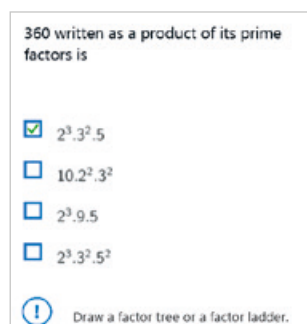 360 written as a product of its prime
factors is
2³.3².5
10.2².3²
2³.9.5
2³.3².5²
Draw a factor tree or a factor ladder.